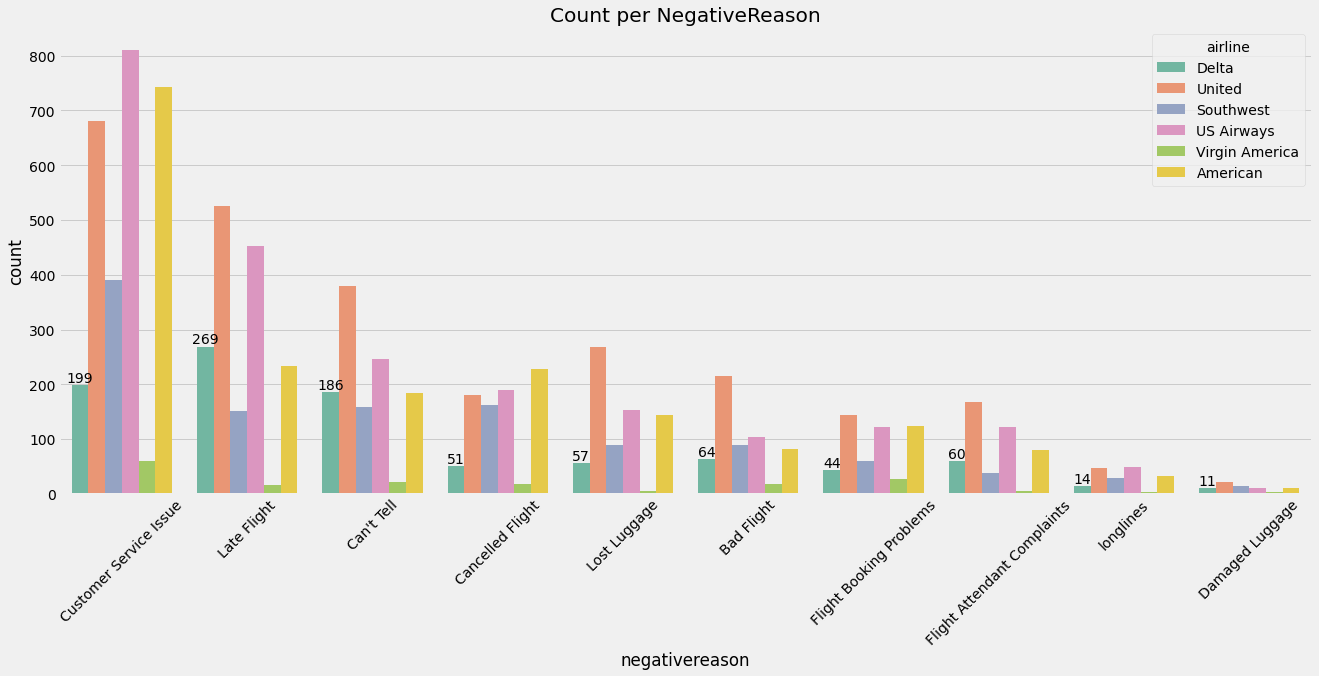 Count per NegativeReason
airline
Delta
United
Southwest
US Airways
Virgin America
American
count
800
700
600
500
400
300
200
100
0
199
269
186
51
57
64
44
60
14
11
Customer Service Issue
Late Flight
Can't Tell
Cancelled Flight
Lost Luggage
Bad Flight
Flight Booking Problems
Flight Attendant Complaints
longlines
Damaged Luggage
negativereason